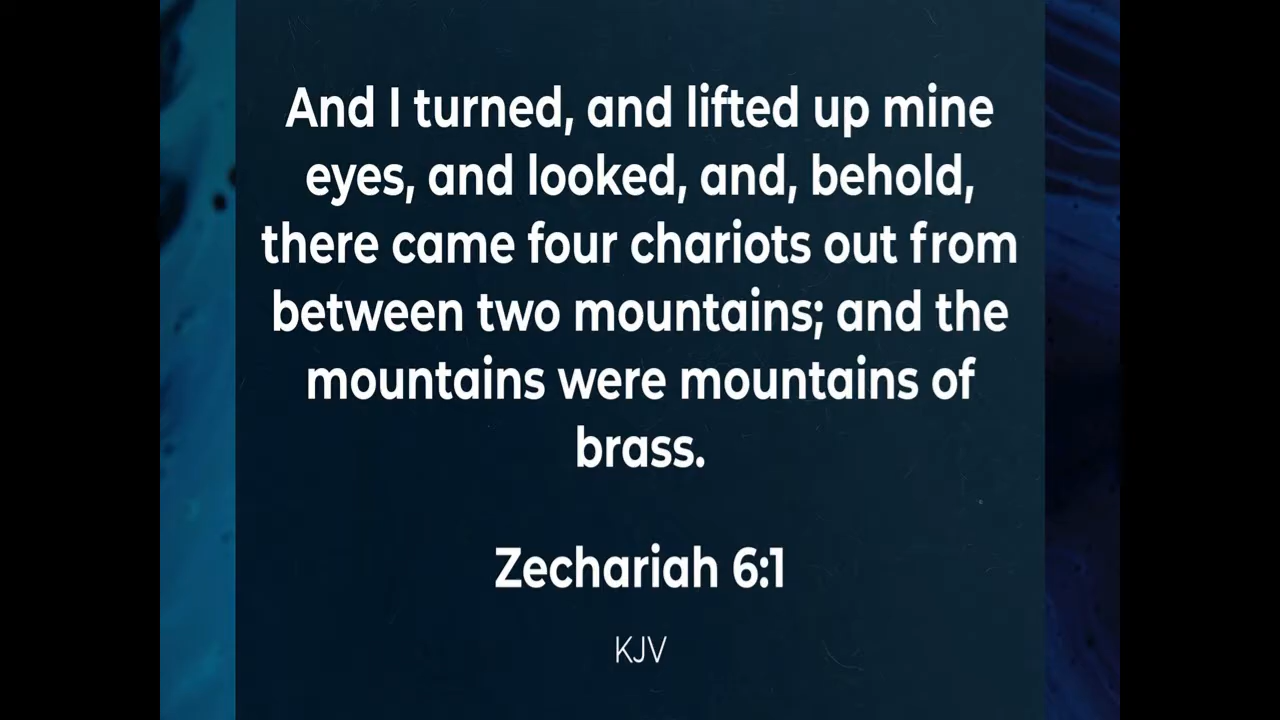 And I turned, and lifted up mine
eyes, and looked, and, behold,
there came four chariots out from
between two mountains; and the
mountains were mountains of
brass.
Zechariah 6:1
KJV